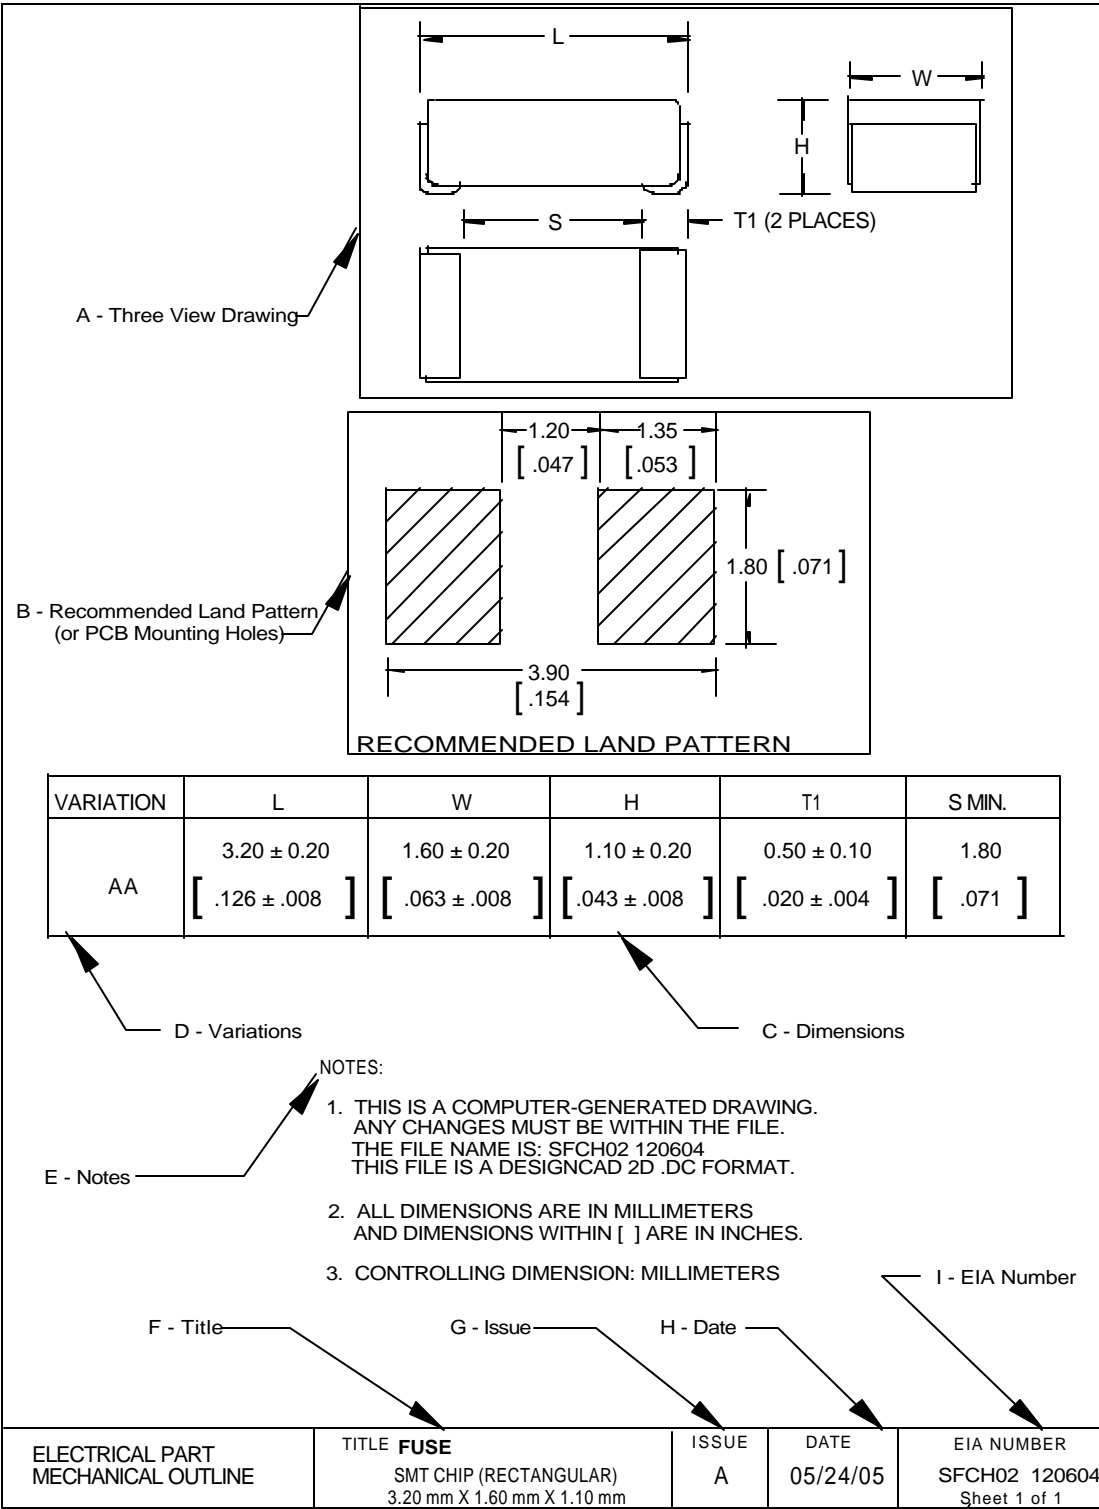 L
W
H
S
T1 (2 PLACES)
A - Three View Drawing
1.20
1.35
[ .047 ]
[ .053 ]
1.80 [ .071 ]
B - Recommended Land Pattern
(or PCB Mounting Holes)
3.90
[ .154 ]
RECOMMENDED LAND PATTERN
VARIATION L W H T1 S MIN.
3.20 ± 0.20 1.60 ± 0.20 1.10 ± 0.20 0.50 ± 0.10 1.80
AA [ .126 ± .008 ] [ .063 ± .008 ] [ .043 ± .008 ] [ .020 ± .004 ] [ .071 ]
D - Variations
C - Dimensions
NOTES:
1. THIS IS A COMPUTER-GENERATED DRAWING.
ANY CHANGES MUST BE WITHIN THE FILE.
THE FILE NAME IS: SFCH02 120604
THIS FILE IS A DESIGNCAD 2D .DC FORMAT.
E - Notes
2. ALL DIMENSIONS ARE IN MILLIMETERS
AND DIMENSIONS WITHIN [ ] ARE IN INCHES.
3. CONTROLLING DIMENSION: MILLIMETERS
I - EIA Number
F - Title
G - Issue
H - Date
ELECTRICAL PART
MECHANICAL OUTLINE
TITLE FUSE
SMT CHIP (RECTANGULAR)
3.20 mm X 1.60 mm X 1.10 mm
ISSUE
A
DATE
05/24/05
EIA NUMBER
SFCH02 120604
Sheet 1 of 1